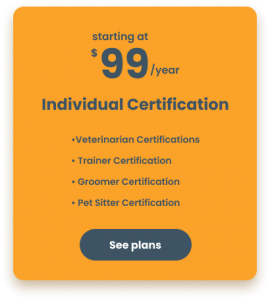 starting at
$99/year
Individual Certification
•Veterinarian Certifications
• Trainer Certification
• Groomer Certification
• Pet Sitter Certification
See plans